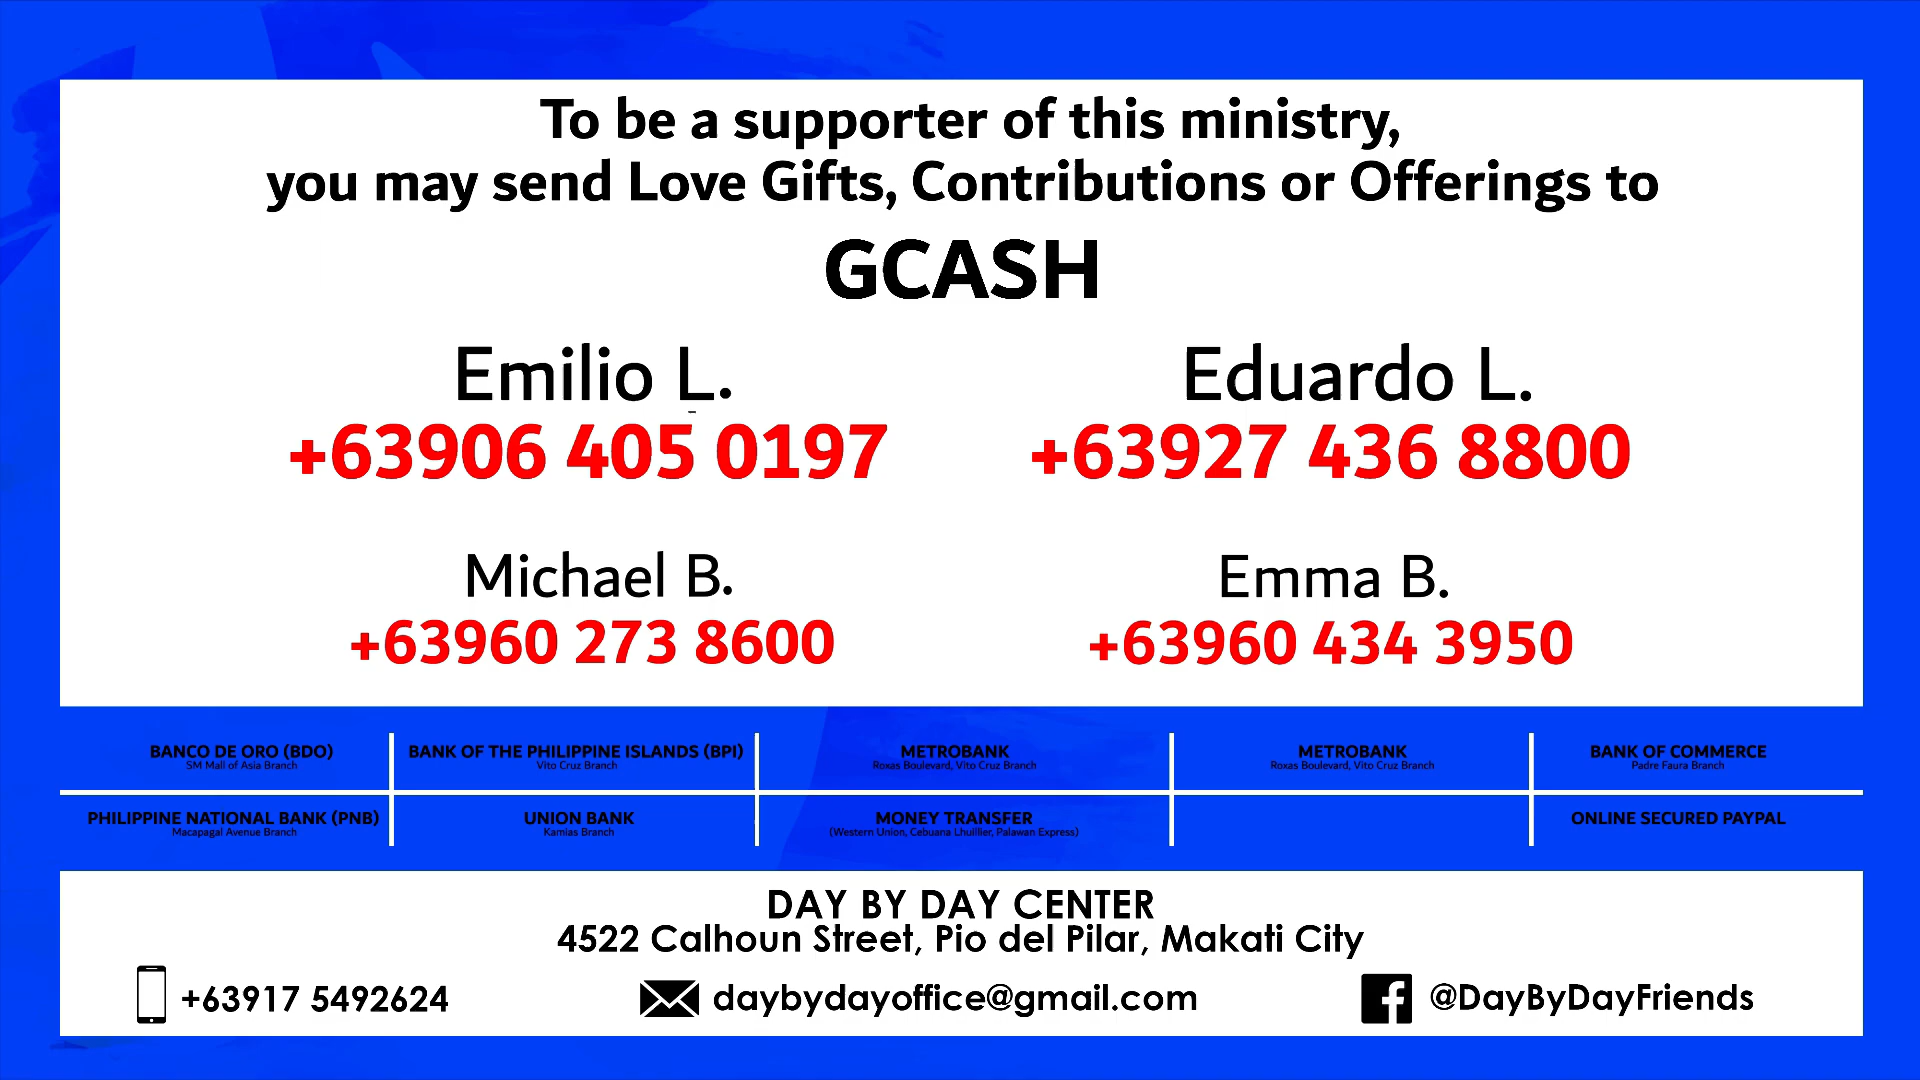 To be a supporter of this ministry,
you may send Love Gifts, Contributions or Offerings to
GCASH
Emilio L.
+63906 405 0197
Eduardo L.
+63927 436 8800
Michael B.
+63960 273 8600
Emma B.
+63960 434 3950
BANCO DE ORO (BDO)
SM Mall of Asia Branch
BANK OF THE PHILIPPINE ISLANDS (BPI)
Vito Cruz Branch
METROBANK
Roxas Boulevard, Vito Cruz Branch
METROBANK
Roxas Boulevard, Vito Cruz Branch
BANK OF COMMERCE
Padre Faura Branch
PHILIPPINE NATIONAL BANK (PNB)
Macapagal Avenue Branch
UNION BANK
Kamias Branch
MONEY TRANSFER
(Western Union, Cebuana Lhuillier, Palawan Express)
ONLINE SECURED PAYPAL
DAY BY DAY CENTER
4522 Calhoun Street, Pio del Pilar, Makati City
+63917 5492624
daybydayoffice@gmail.com
@DayByDayFriends